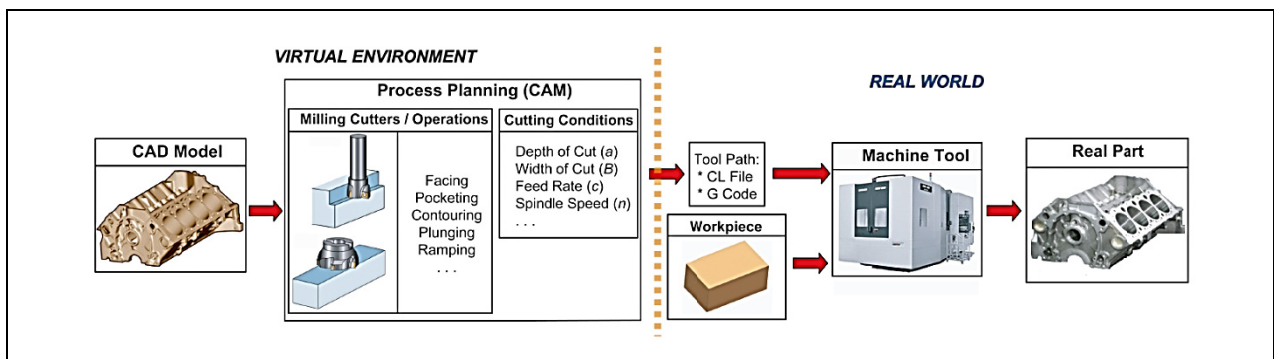 VIRTUAL ENVIRONMENT
REAL WORLD
Process Planning (CAM)
Milling Cutters / Operations
Cutting Conditions
CAD Model
Facing
Pocketing
Contouring
Plunging
Ramping
. . .
Depth of Cut (a)
Width of Cut (B)
Feed Rate (c)
Spindle Speed (n)
. . .
Tool Path:
* CL File
* G Code
Workpiece
Machine Tool
Real Part